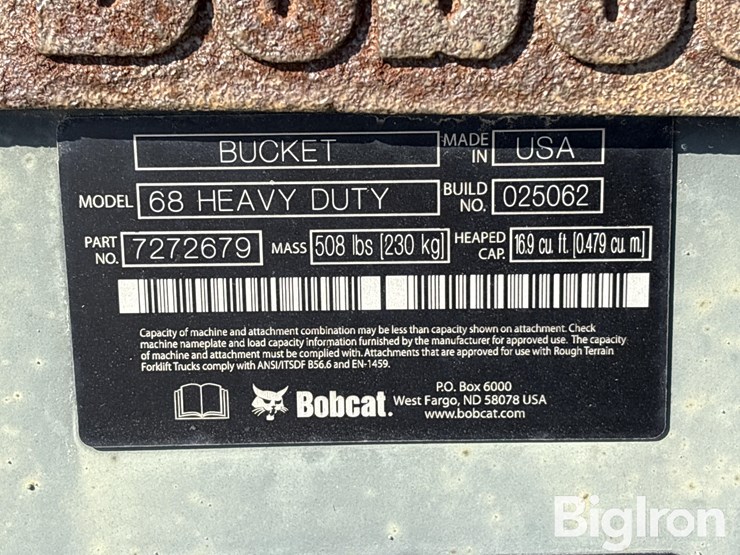 BOBC
BUCKET
MADE IN USA
MODEL 68 HEAVY DUTY
BUILD NO. 025062
PART NO. 7272679
MASS 508 lbs [230 kg]
HEAPED CAP. 16.9 cu. ft. [0.479 cu. m]
Capacity of machine and attachment combination may be less than capacity shown on attachment. Check
machine nameplate and load capacity information furnished by the manufacturer for approved use. The capacity
of machine and attachment must be complied with. Attachments that are approved for use with Rough Terrain
Forklift Trucks comply with ANSI/ITSDF B56.6 and EN-1459.
Bobcat.
P.O. Box 6000
West Fargo, ND 58078 USA
www.bobcat.com
BigIron